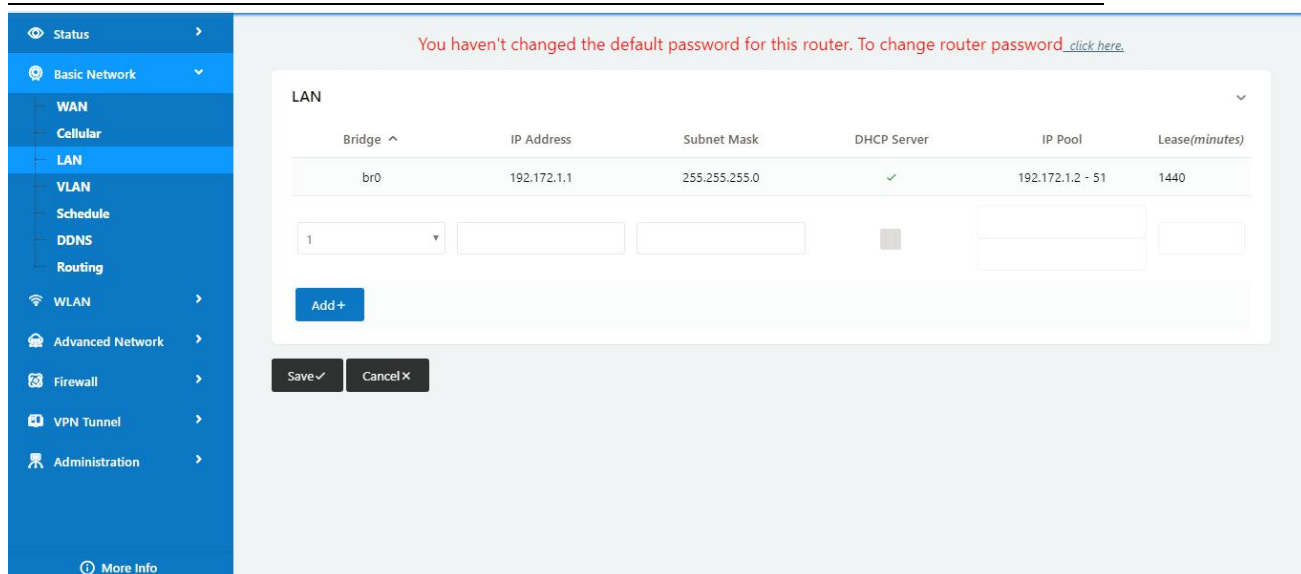 Status
You haven't changed the default password for this router. To change router password click here.
Basic Network
WAN
Cellular
LAN
VLAN
Schedule
DDNS
Routing
WLAN
Advanced Network
Firewall
VPN Tunnel
Administration
More Info
LAN
Bridge IP Address Subnet Mask DHCP Server IP Pool Lease(minutes)
br0 192.172.1.1 255.255.255.0 192.172.1.2 - 51 1440
1
Add+
Save Cancel